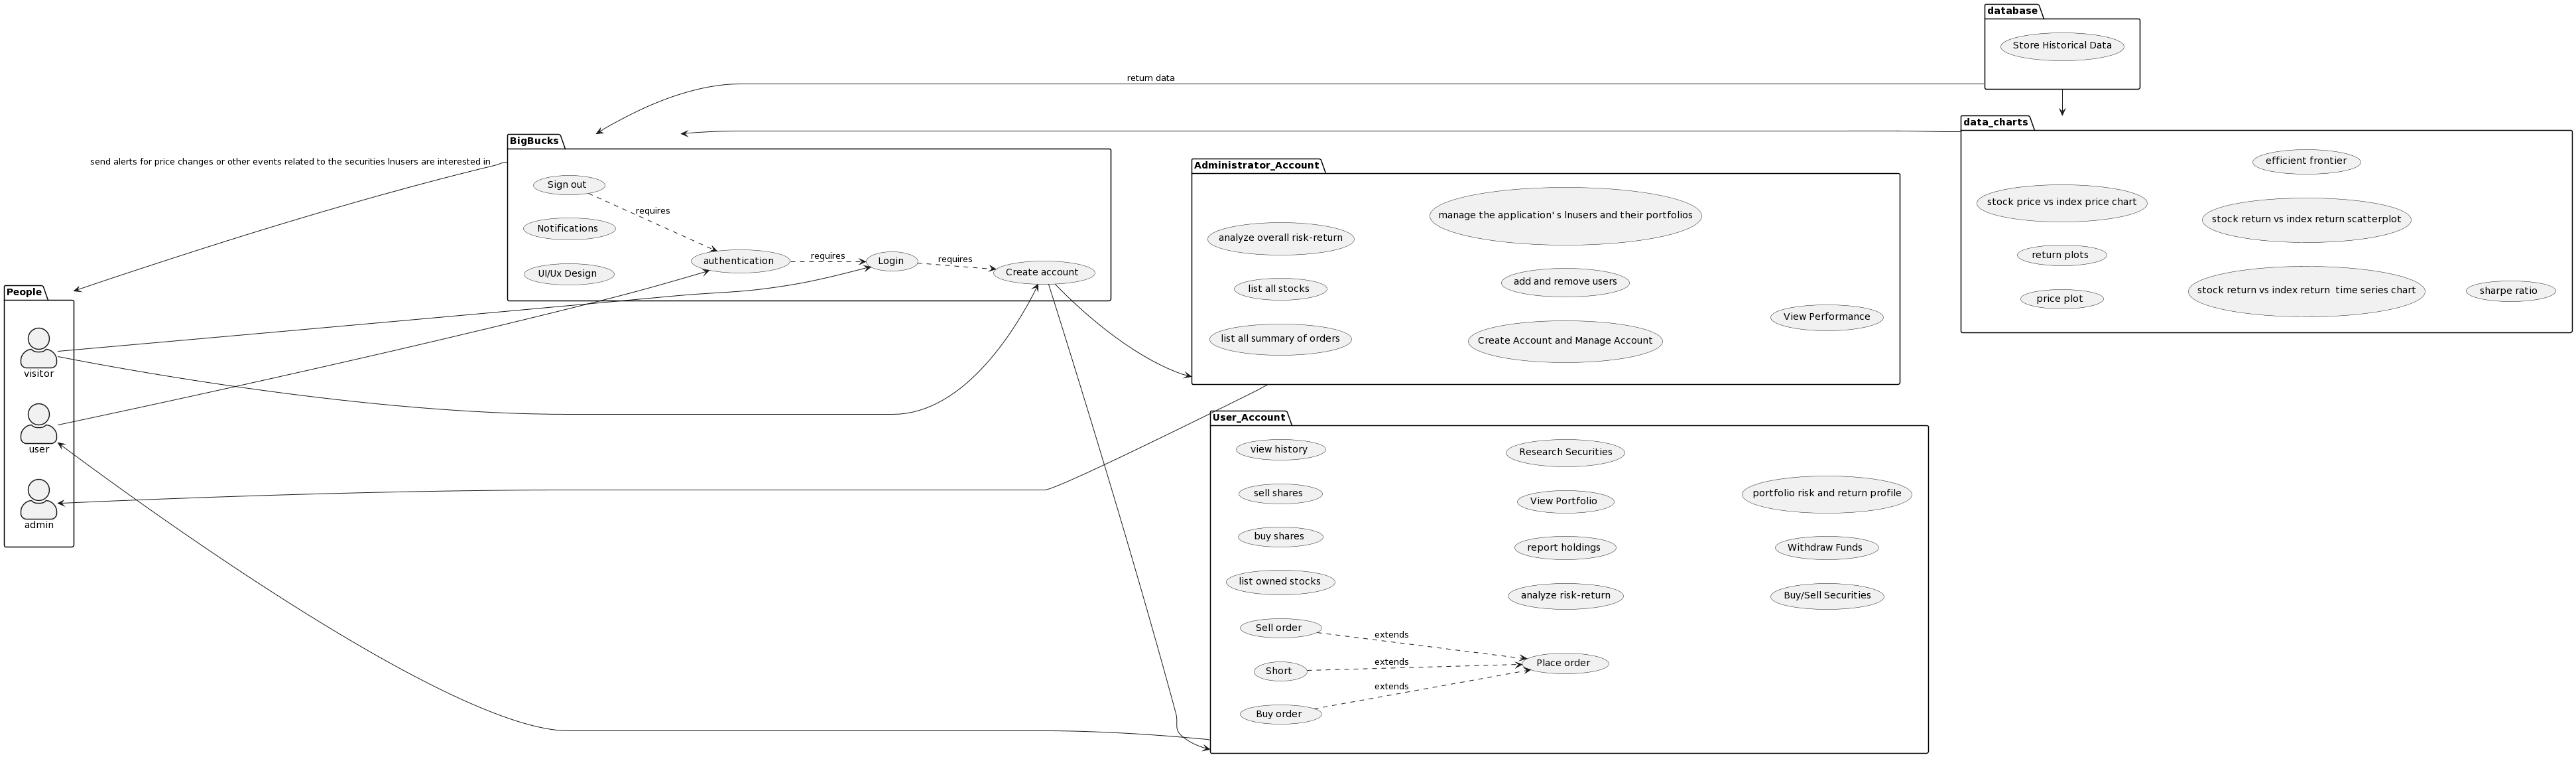 database
Store Historical Data
return data
data_charts
efficient frontier
stock price vs index price chart
stock return vs index return scatterplot
return plots
stock return vs index return  time series chart
price plot
sharpe ratio
BigBucks
send alerts for price changes or other events related to the securities lnusers are interested in
Sign out
requires
Notifications
authentication
requires
Login
requires
Create account
UI/Ux Design
Administrator_Account
manage the application' s lnusers and their portfolios
analyze overall risk-return
list all stocks
add and remove users
View Performance
list all summary of orders
Create Account and Manage Account
People
visitor
user
admin
User_Account
view history
Research Securities
sell shares
View Portfolio
portfolio risk and return profile
buy shares
report holdings
Withdraw Funds
list owned stocks
analyze risk-return
Buy/Sell Securities
Sell order
extends
Short
extends
Place order
extends
Buy order